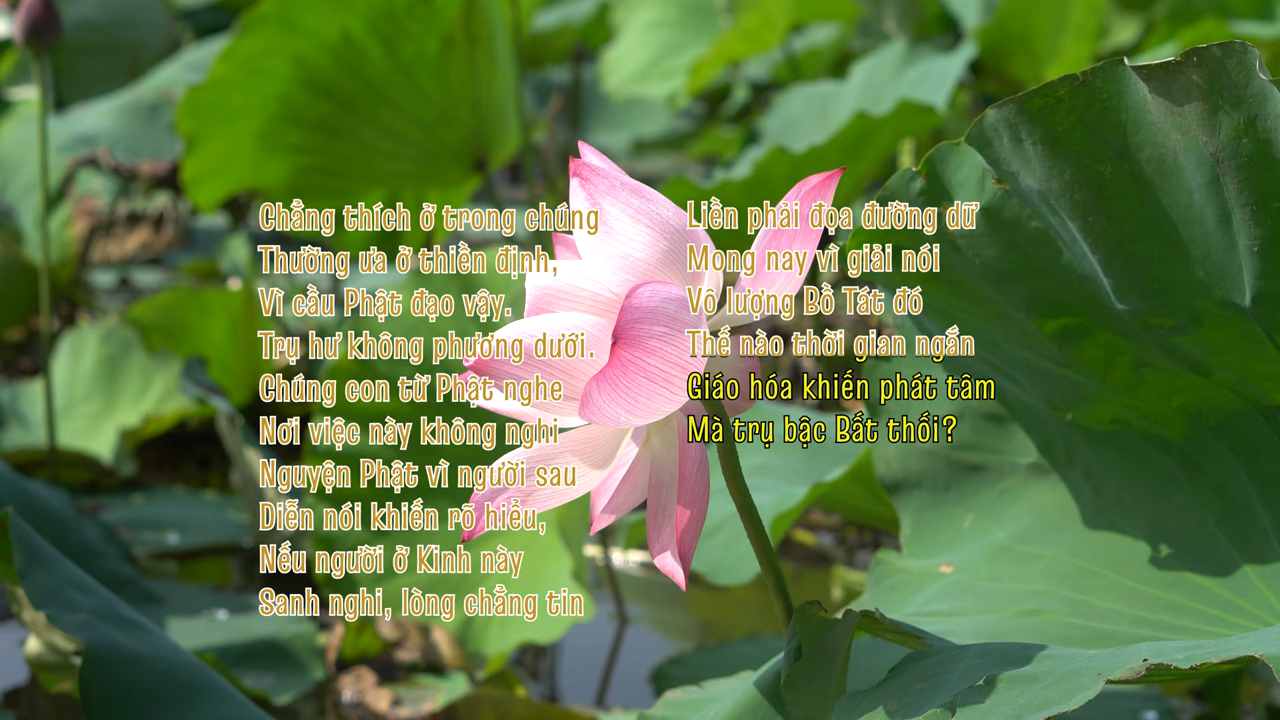 Chẳng thích ở trong chúng
Thường ưa ở thiền định,
Vì cầu Phật đạo vậy.
Trụ hư không phương dưới.
Chúng con từ Phật nghe
Nơi việc này không nghi
Nguyện Phật vì người sau
Diễn nói khiến rõ hiểu,
Nếu người ở Kinh này
Sanh nghi, lòng chẳng tin
Liền phải đọa đường dữ
Mong nay vì giải nói
Vô lượng Bồ Tát đó
Thế nào thời gian ngắn
Giáo hóa khiến phát tâm
Mà trụ bậc Bất thối?